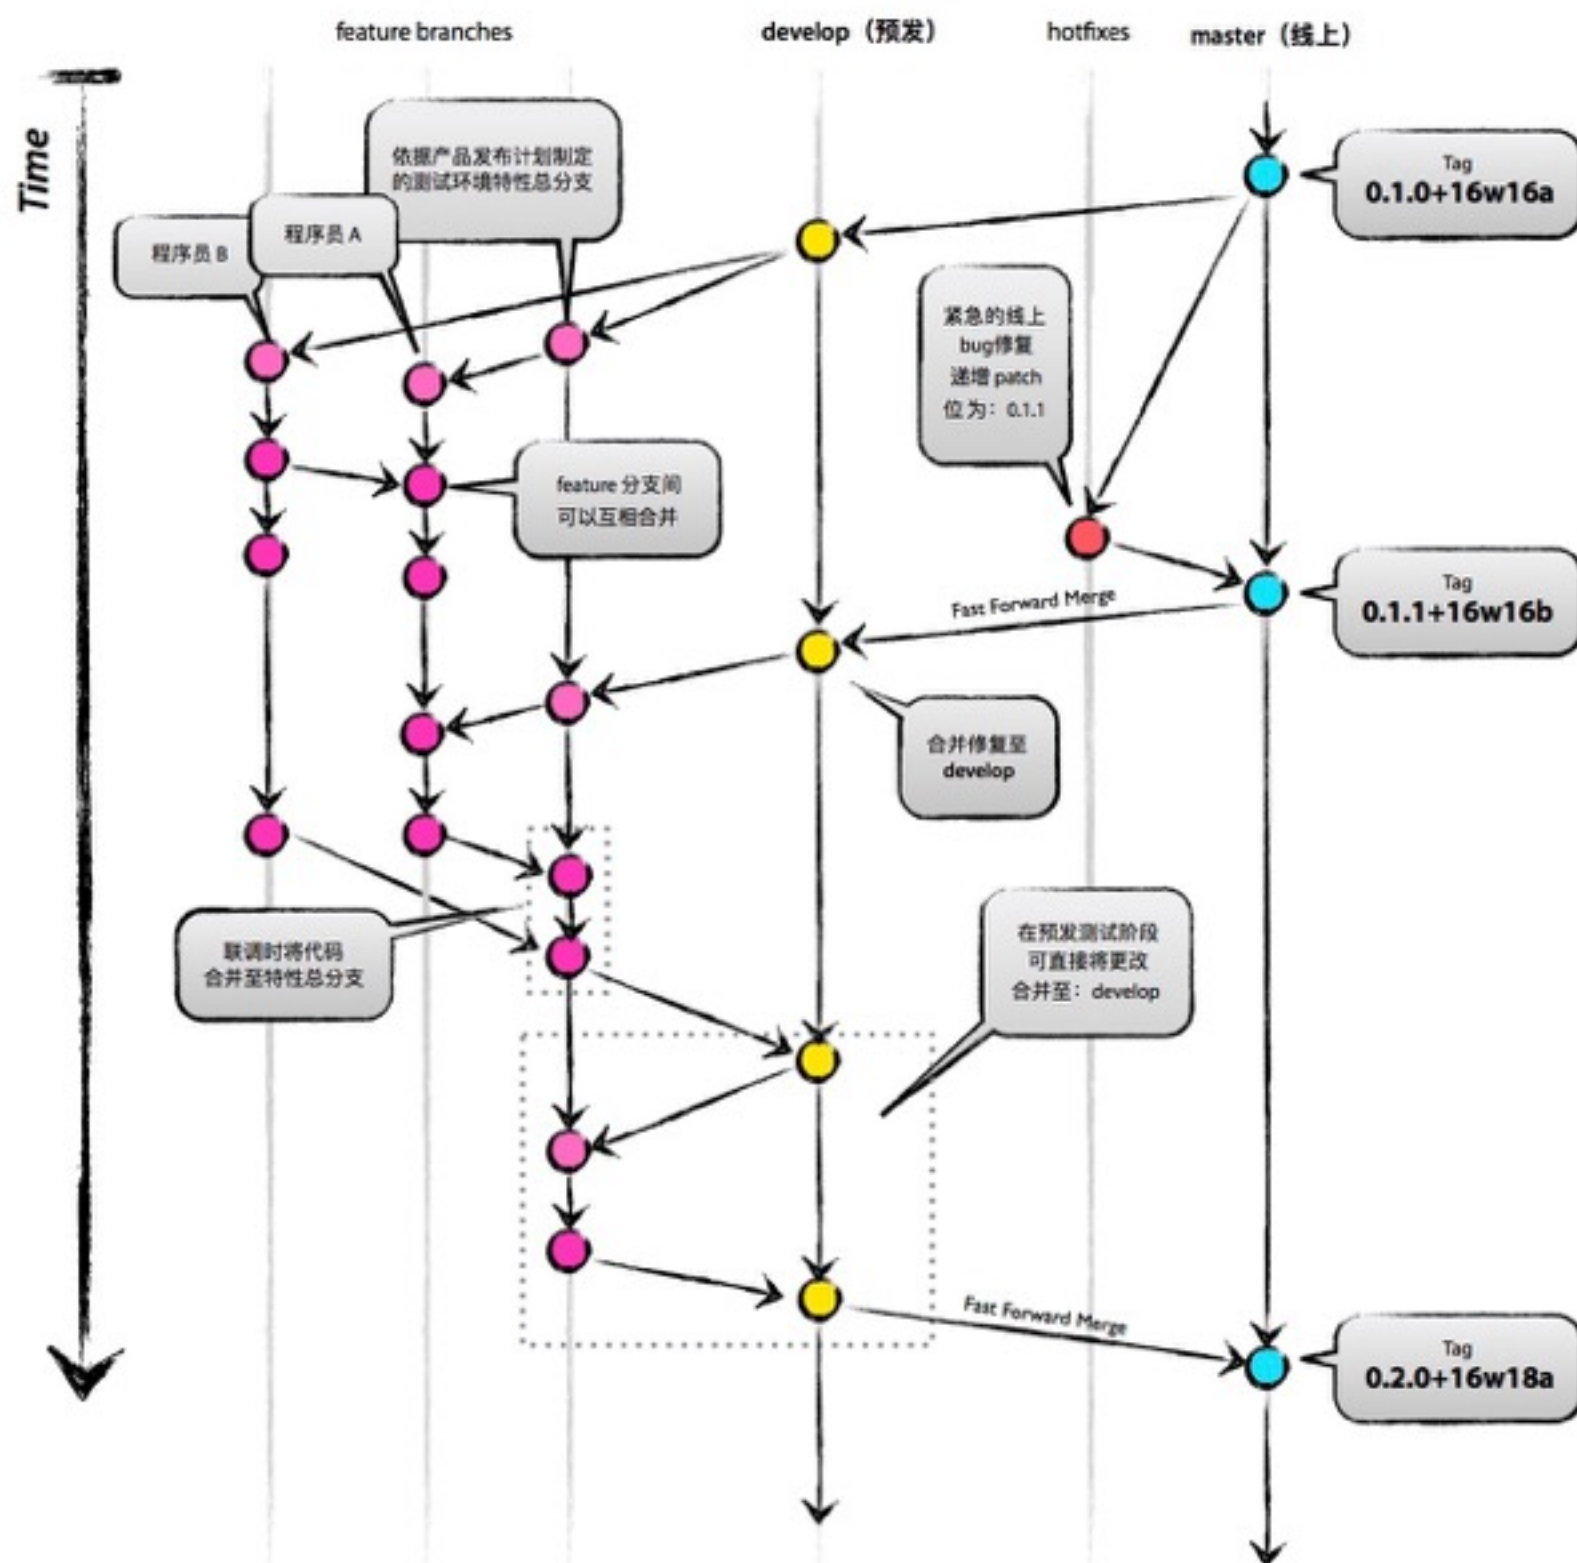 feature branches
develop（预发）
hotfixes
master（线上）
Time
依据产品发布计划制定
的测试环境特性总分支
程序员 B
程序员 A
Tag
0.1.0+16w16a
紧急的线上
bug修复
递增 patch
位为：0.1.1
feature 分支间
可以互相合并
Fast Forward Merge
Tag
0.1.1+16w16b
合并修复至
develop
联调时将代码
合并至特性总分支
在预发测试阶段
可直接将更改
合并至：develop
Fast Forward Merge
Tag
0.2.0+16w18a